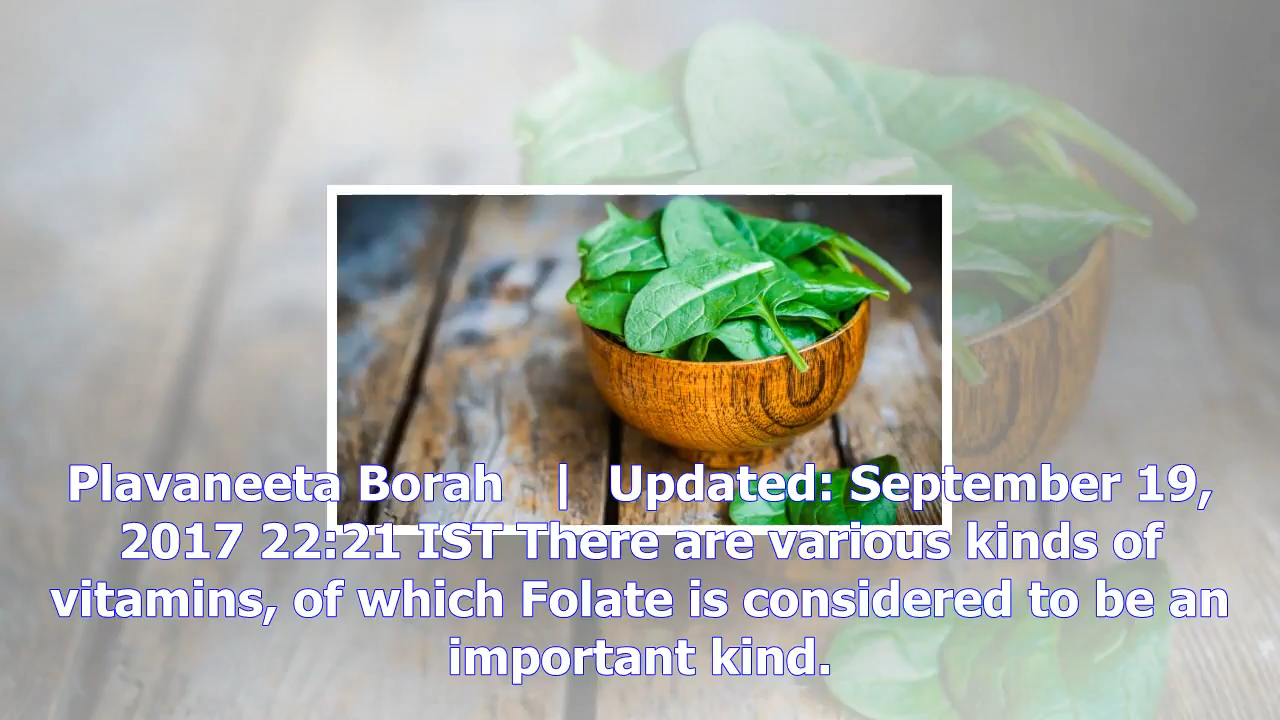 Plavaneeta Borah   |  Updated: September 19,
2017 22:21 IST There are various kinds of
vitamins, of which Folate is considered to be an
important kind.